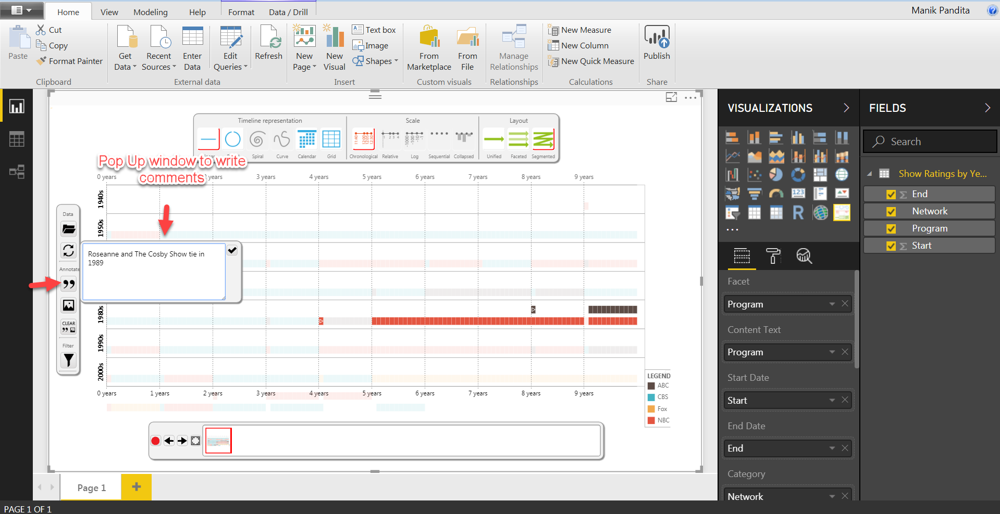 Home View Modeling Help Format Data / Drill Manik Pandita
Cut
Copy
Format Painter
Paste
Clipboard
Get Data
Recent Sources
Enter Data
Edit Queries
Refresh
External data
New Page
New Visual
Text box
Image
Shapes
Insert
From Marketplace
From File
Custom visuals
Manage Relationships
Relationships
New Measure
New Column
New Quick Measure
Calculations
Publish
Share
Timeline representation Scale Layout
Spiral Curve Calendar Grid Chronological Relative Log Sequential Collapsed Unified Faceted Segmented
Pop Up window to write
comments
0 years 3 years 4 years 5 years 6 years 7 years 8 years 9 years
1940s
1950s
1980s
1990s
2000s
0 years 1 years 2 years 3 years 4 years 5 years 6 years 7 years 8 years 9 years
Data
Annotate
CLEAR
Filter
Roseanne and The Cosby Show tie in
1989
LEGEND
ABC
CBS
Fox
NBC
Page 1
PAGE 1 OF 1
VISUALIZATIONS
123
R
Facet
Program
Content Text
Program
Start Date
Start
End Date
End
Category
Network
FIELDS
Search
Show Ratings by Ye...
End
Network
Program
Start